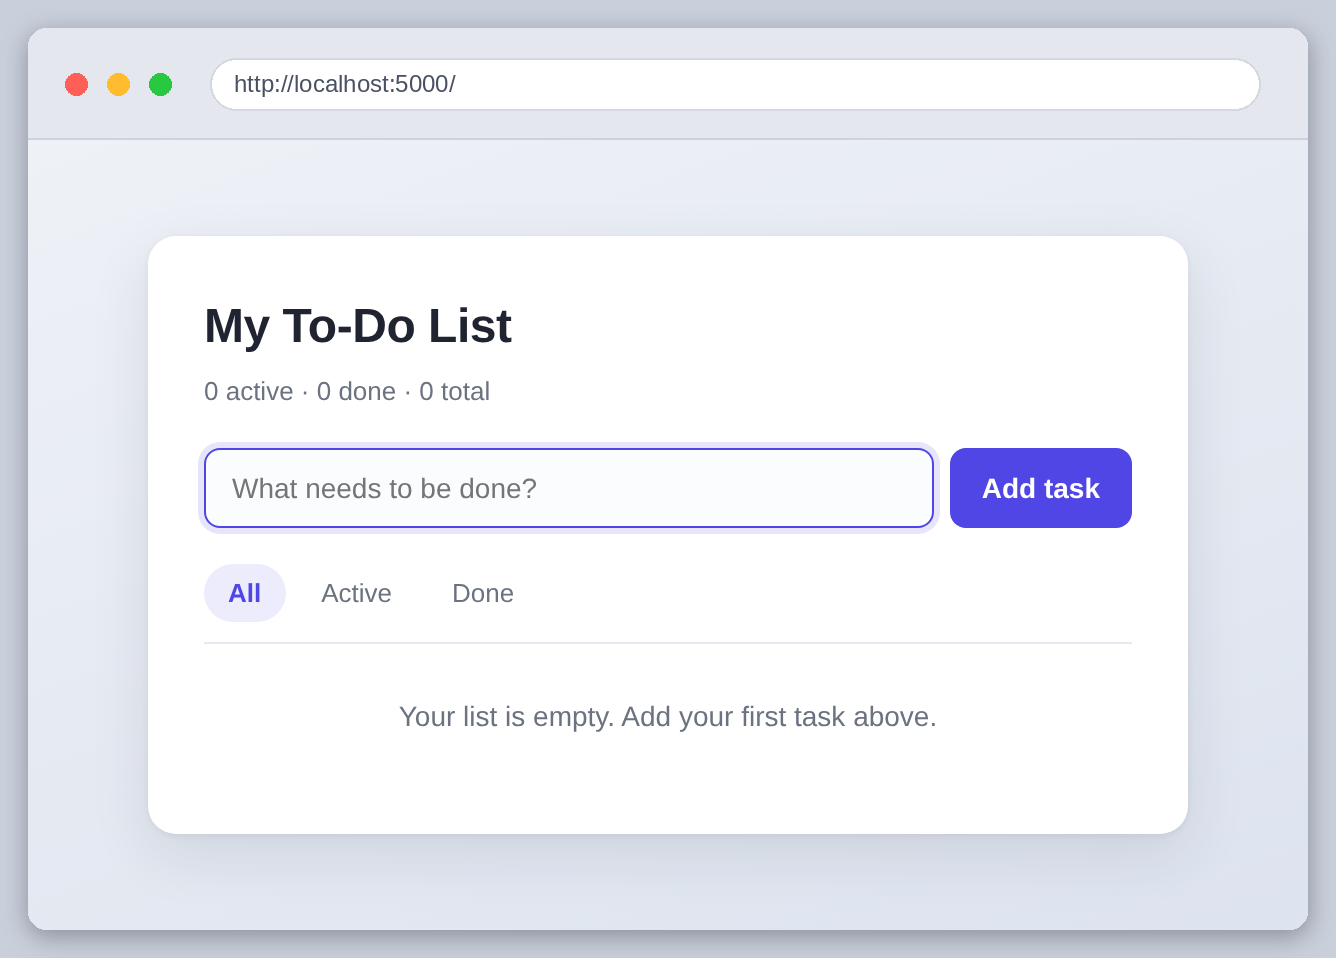 http://localhost:5000/
My To-Do List
0 active · 0 done · 0 total
What needs to be done?
Add task
All Active Done
Your list is empty. Add your first task above.